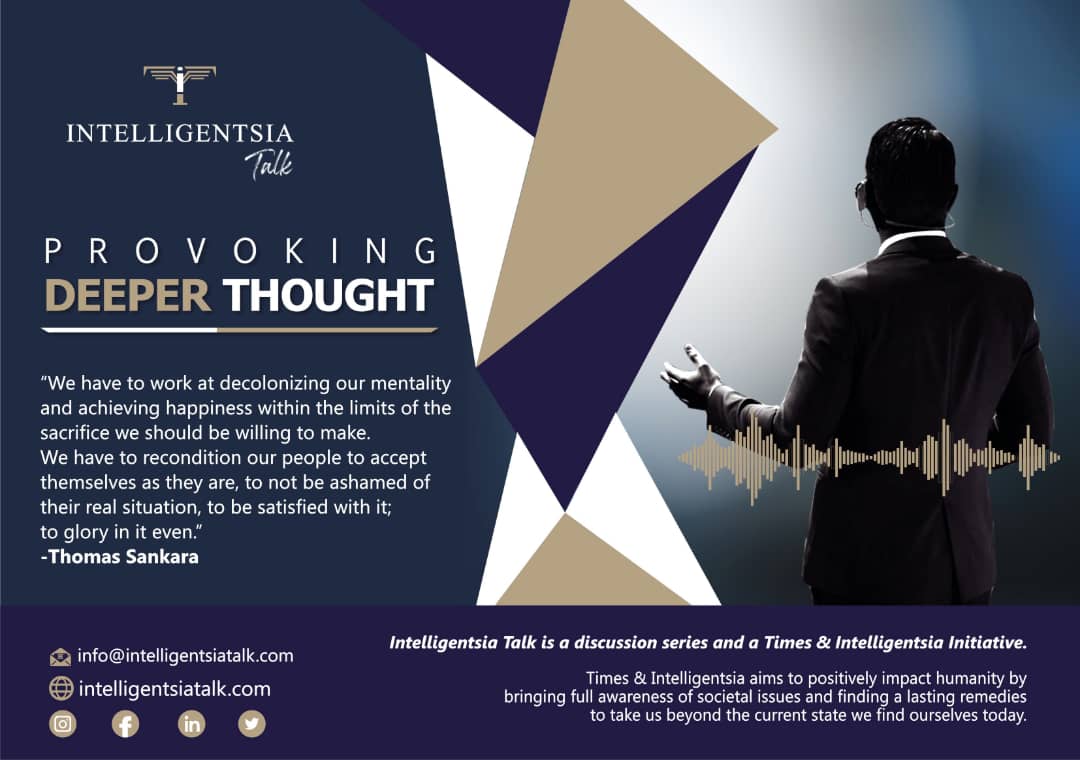 INTELLIGENTSIA
Talk
PROVOKING
DEEPER THOUGHT
“We have to work at decolonizing our mentality
and achieving happiness within the limits of the
sacrifice we should be willing to make.
We have to recondition our people to accept
themselves as they are, to not be ashamed of
their real situation, to be satisfied with it;
to glory in it even.”
-Thomas Sankara
info@intelligentsiatalk.com
intelligentsiatalk.com
Intelligentsia Talk is a discussion series and a Times & Intelligentsia Initiative.
Times & Intelligentsia aims to positively impact humanity by
bringing full awareness of societal issues and finding a lasting remedies
to take us beyond the current state we find ourselves today.